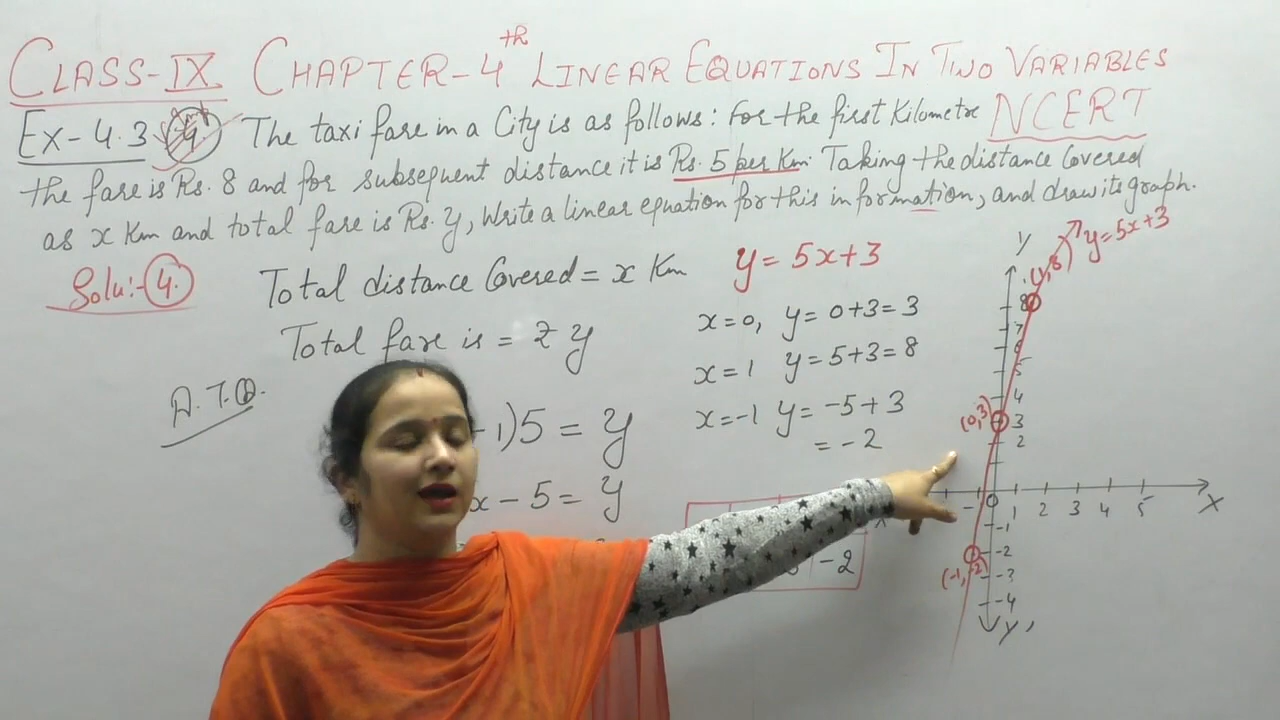 CLASS-IX CHAPTER-4th LINEAR EQUATIONS IN TWO VARIABLES
Ex-4.3 The taxi fare in a City is as follows: For the first Kilometre NCERT
the fare is Rs. 8 and for subsequent distance it is Rs. 5 per Km. Taking the distance Covered
as x Km and total fare is Rs. y, Write a linear equation for this information, and draw its graph.
Solu:- 4.
Total distance Covered = x Km
Total fare is = ₹ y
A.T.Q.
-1)5 = y
x - 5 = y
y = 5x+3
x=0, y= 0+3= 3
x=1 y= 5+3= 8
x=-1 y= -5+3
= -2
-2
y
y=5x+3
(1,8)
8
7
6
5
4
(0,3) 3
2
O 1 2 3 4 5 X
-1
-2
(-1,-2) -3
-4
y'